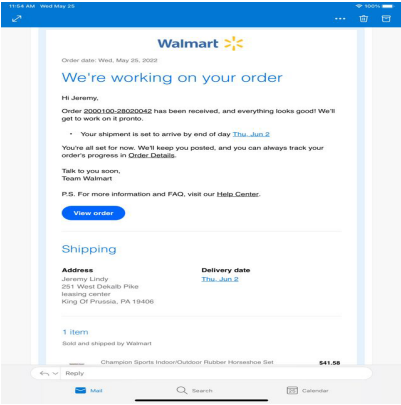 11:54 AM Wed May 25
100%
Walmart
Order date: Wed, May 25, 2022
We're working on your order
Hi Jeremy,
Order 2000100-28020042 has been received, and everything looks good! We'll
get to work on it pronto.
• Your shipment is set to arrive by end of day Thu, Jun 2
You're all set for now. We'll keep you posted, and you can always track your
order's progress in Order Details.
Talk to you soon,
Team Walmart
P.S. For more information and FAQ, visit our Help Center.
View order
Shipping
Address
Delivery date
Jeremy Lindy
Thu, Jun 2
251 West Dekalb Pike
leasing center
King Of Prussia, PA 19406
1 item
Sold and shipped by Walmart
Champion Sports Indoor/Outdoor Rubber Horseshoe Set
$41.58
Reply
Mail
Search
Calendar